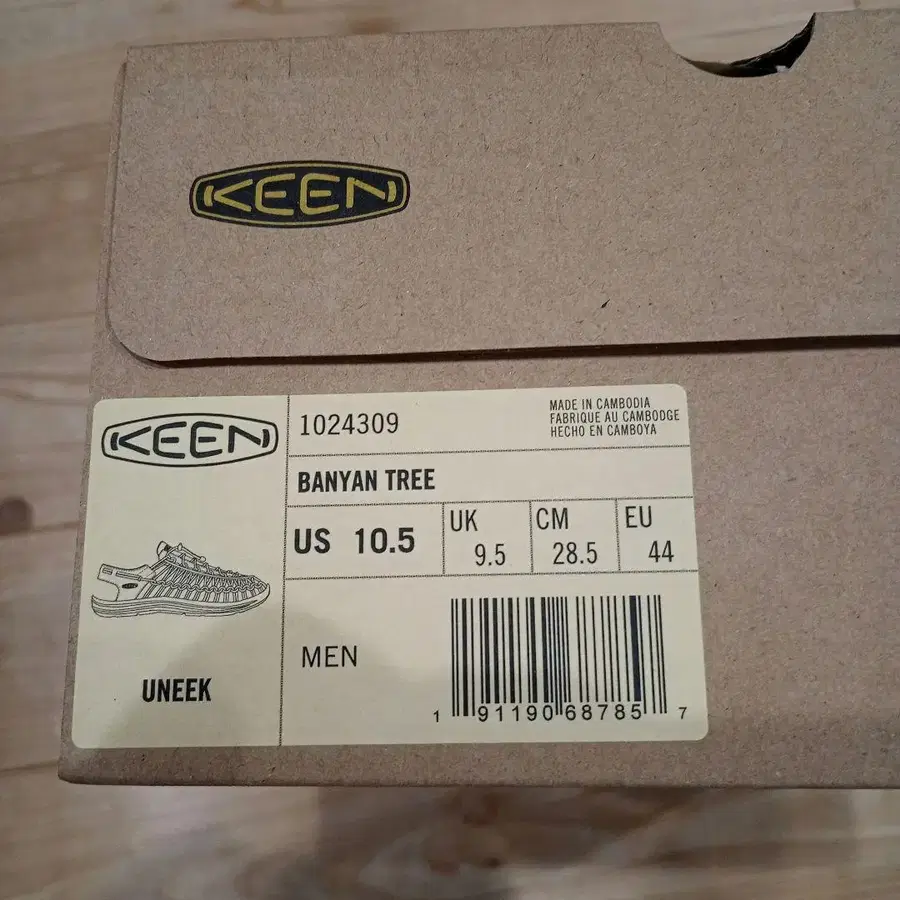 KEEN
KEEN
1024309
MADE IN CAMBODIA
FABRIQUE AU CAMBODGE
HECHO EN CAMBOYA
BANYAN TREE
US 10.5
UK 9.5
CM 28.5
EU 44
UNEEK
MEN
1 91190 68785 7